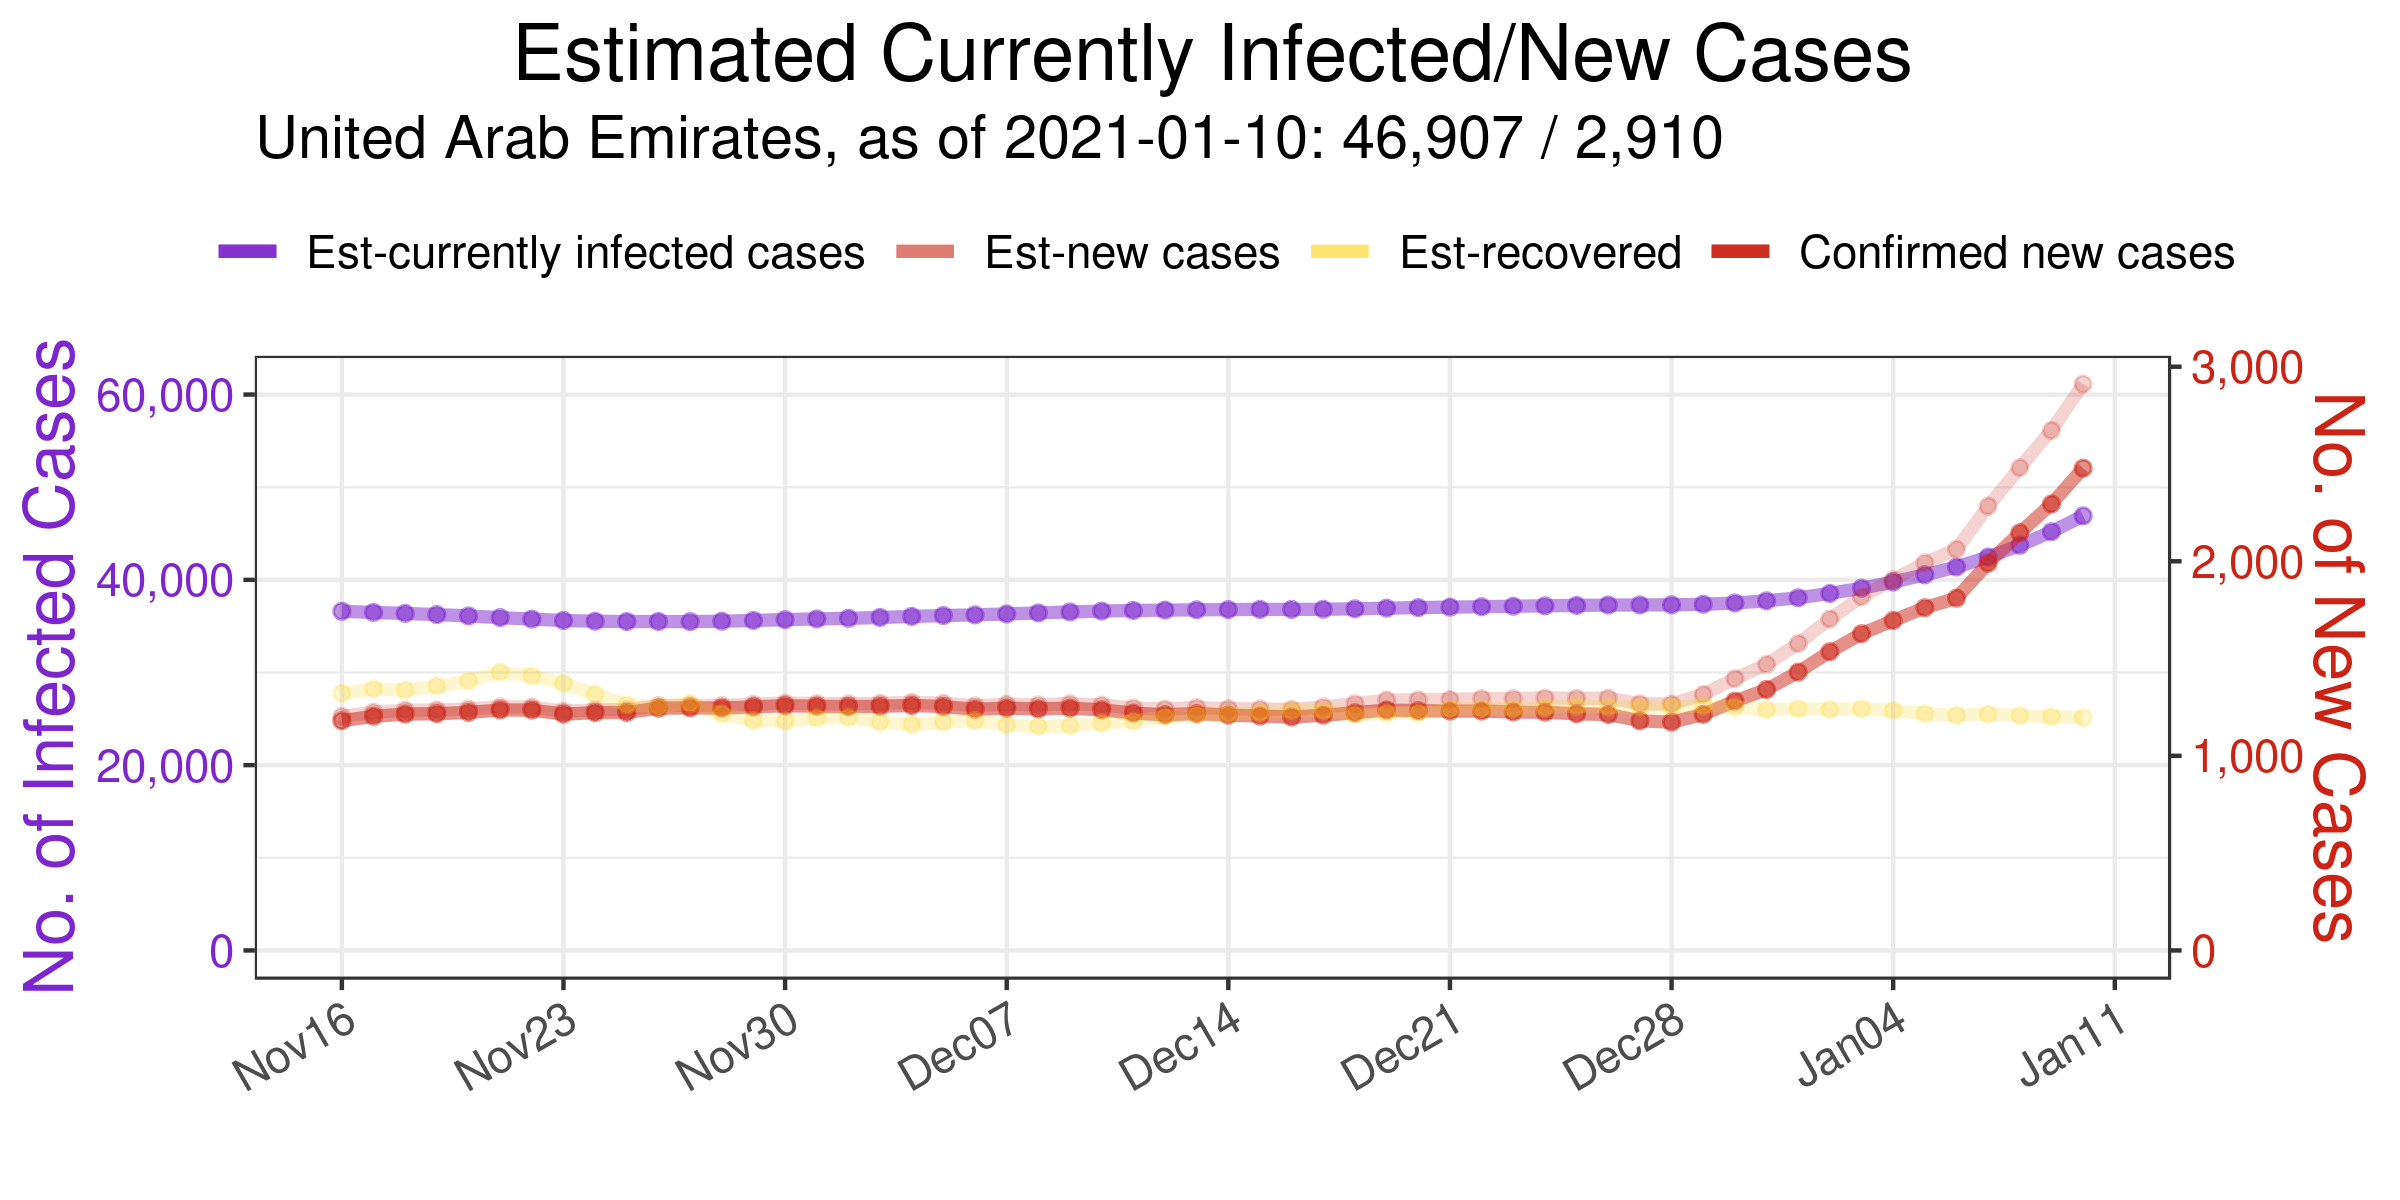 Estimated Currently Infected/New Cases
United Arab Emirates, as of 2021-01-10: 46,907 / 2,910
Est-currently infected cases Est-new cases Est-recovered Confirmed new cases
No. of Infected Cases
60,000
40,000
20,000
0
3,000
2,000
1,000
0
No. of New Cases
Nov16 Nov23 Nov30 Dec07 Dec14 Dec21 Dec28 Jan04 Jan11